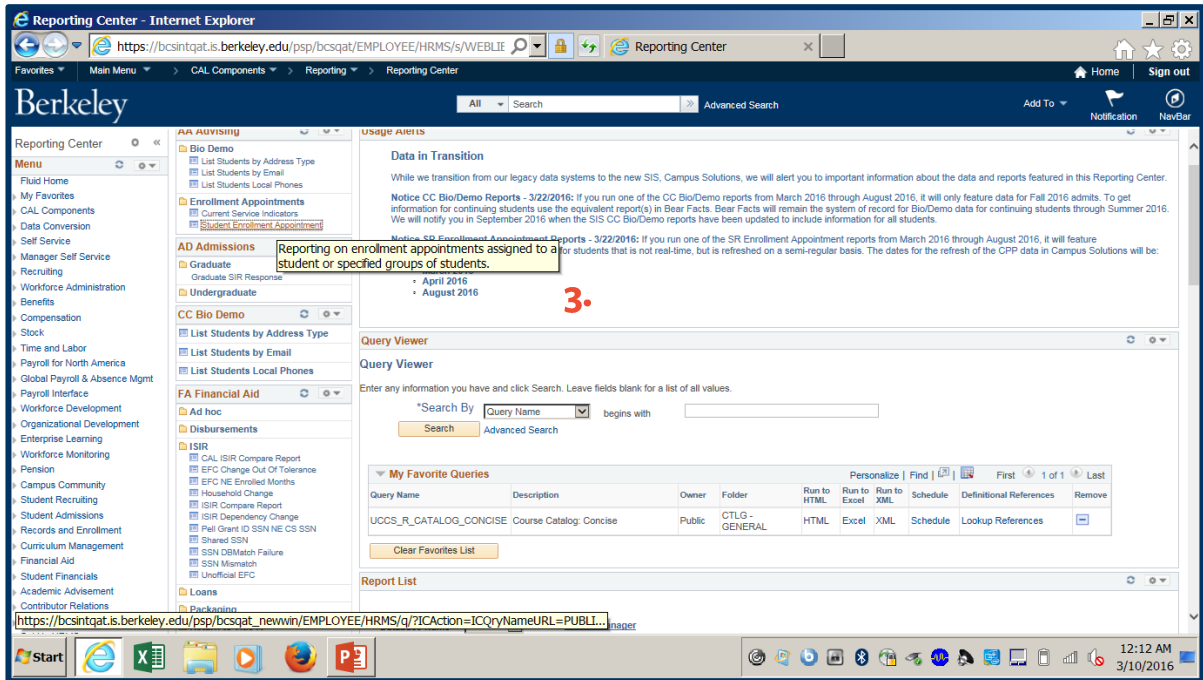 Reporting Center - Internet Explorer
https://bcsintqat.is.berkeley.edu/psp/bcsqat/EMPLOYEE/HRMS/s/WEBLIE
Reporting Center
Favorites Main Menu > CAL Components > Reporting > Reporting Center
Home Sign out
Berkeley
All Search Advanced Search
Add To Notification NavBar
Reporting Center
Menu
Fluid Home
My Favorites
CAL Components
Data Conversion
Self Service
Manager Self Service
Recruiting
Workforce Administration
Benefits
Compensation
Stock
Time and Labor
Payroll for North America
Global Payroll & Absence Mgmt
Payroll Interface
Workforce Development
Organizational Development
Enterprise Learning
Workforce Monitoring
Pension
Campus Community
Student Recruiting
Student Admissions
Records and Enrollment
Curriculum Management
Financial Aid
Student Financials
Academic Advisement
Contributor Relations
AA Advising
Bio Demo
List Students by Address Type
List Students by Email
List Students Local Phones
Enrollment Appointments
Current Service Indicators
Student Enrollment Appointment
Reporting on enrollment appointments assigned to a
student or specified groups of students.
AD Admissions
Graduate
Graduate SIR Response
Undergraduate
CC Bio Demo
List Students by Address Type
List Students by Email
List Students Local Phones
FA Financial Aid
Ad hoc
Disbursements
ISIR
CAL ISIR Compare Report
EFC Change Out Of Tolerance
EFC NE Enrolled Months
Household Change
ISIR Compare Report
ISIR Dependency Change
Pell Grant ID SSN NE CS SSN
Shared SSN
SSN DBMatch Failure
SSN Mismatch
Unofficial EFC
Loans
Packaging
Usage Alerts
Data in Transition
While we transition from our legacy data systems to the new SIS, Campus Solutions, we will alert you to important information about the data and reports featured in this Reporting Center.
Notice CC Bio/Demo Reports - 3/22/2016: If you run one of the CC Bio/Demo reports from March 2016 through August 2016, it will only feature data for Fall 2016 admits. To get
information for continuing students use the equivalent report(s) in Bear Facts. Bear Facts will remain the system of record for Bio/Demo data for continuing students through Summer 2016.
We will notify you in September 2016 when the SIS CC Bio/Demo reports have been updated to include information for all students.
Notice SR Enrollment Appointment Reports - 3/22/2016: If you run one of the SR Enrollment Appointment reports from March 2016 through August 2016, it will feature
for students that is not real-time, but is refreshed on a semi-regular basis. The dates for the refresh of the CPP data in Campus Solutions will be:
April 2016
August 2016
3.
Query Viewer
Query Viewer
Enter any information you have and click Search. Leave fields blank for a list of all values.
*Search By Query Name begins with
Search Advanced Search
My Favorite Queries Personalize | Find | | First 1 of 1 Last
Query Name Description Owner Folder Run to HTML Run to Excel Run to XML Schedule Definitional References Remove
UCCS_R_CATALOG_CONCISE Course Catalog: Concise Public CTLG - GENERAL HTML Excel XML Schedule Lookup References
Clear Favorites List
Report List
https://bcsintqat.is.berkeley.edu/psp/bcsqat_newwin/EMPLOYEE/HRMS/q/?ICAction=ICQryNameURL=PUBLI...
Start
12:12 AM
3/10/2016